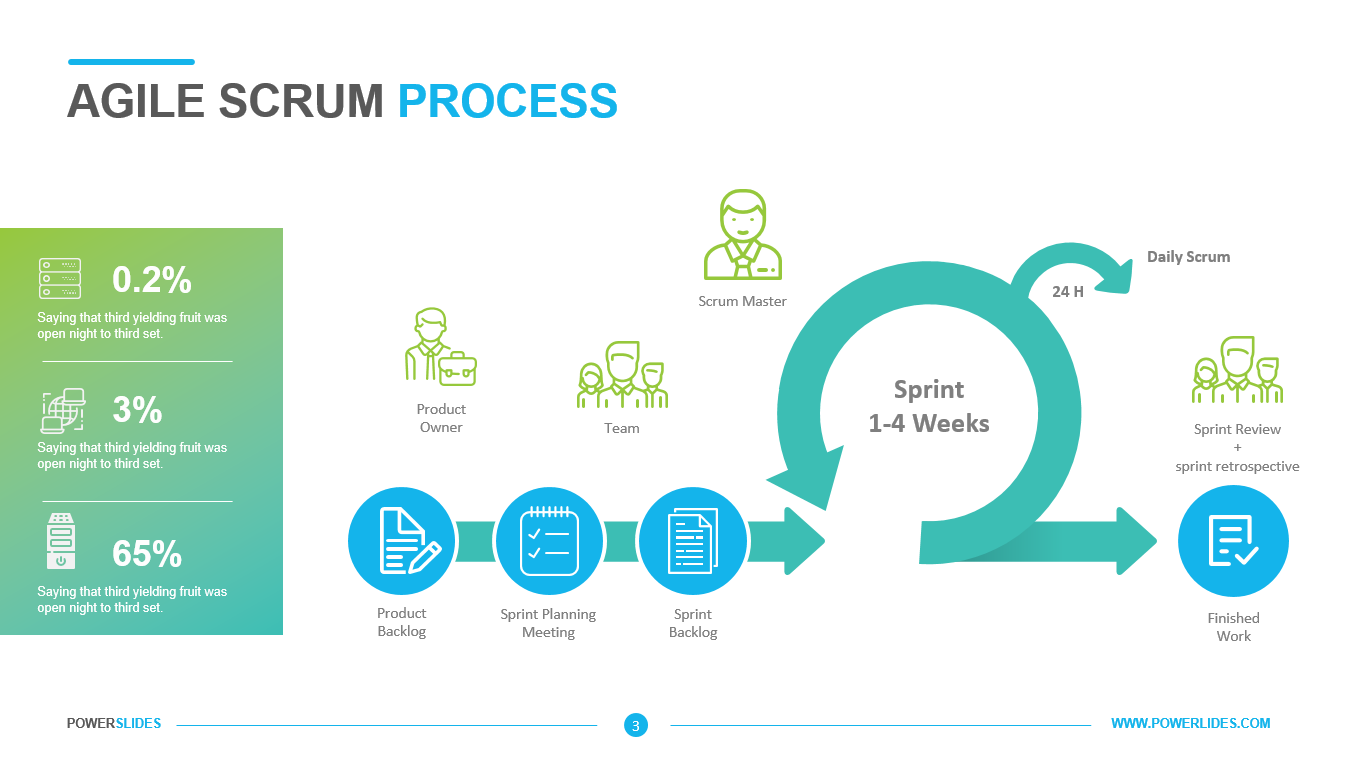 AGILE SCRUM PROCESS
0.2%
Saying that third yielding fruit was
open night to third set.
3%
Saying that third yielding fruit was
open night to third set.
65%
Saying that third yielding fruit was
open night to third set.
Scrum Master
Product
Owner
Team
Daily Scrum
24 H
Sprint
1-4 Weeks
Sprint Review
+
sprint retrospective
Product
Backlog
Sprint Planning
Meeting
Sprint
Backlog
Finished
Work
POWERSLIDES
3
WWW.POWERLIDES.COM